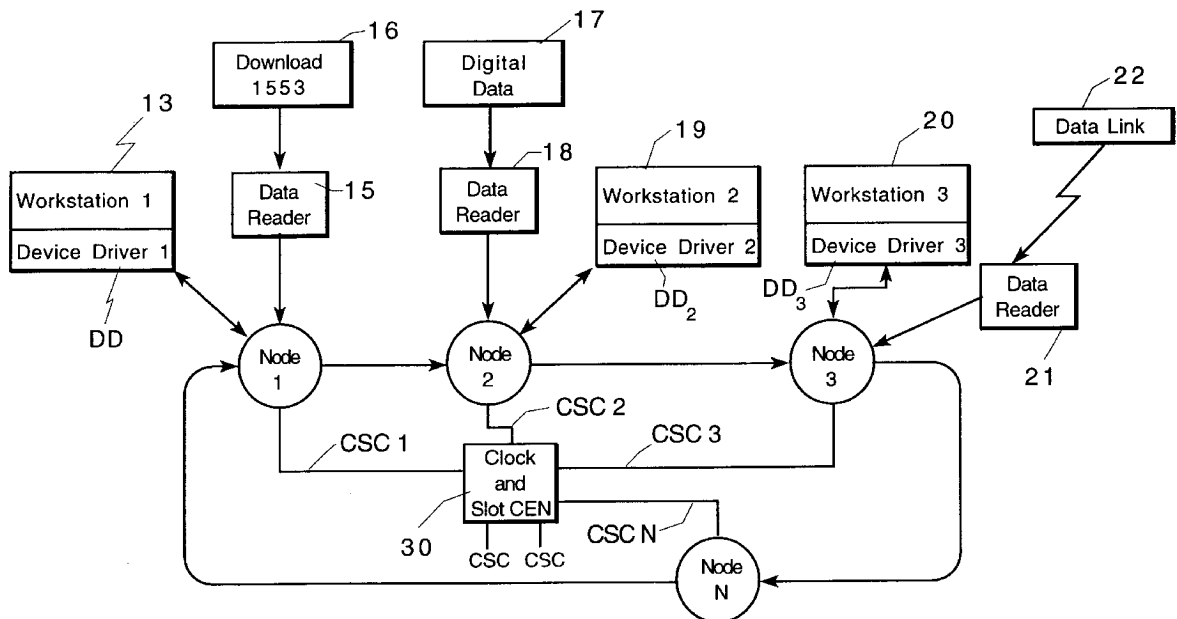 16
17
Download
1553
Digital
Data
22
13
Data Link
20
19
18
15
Workstation 1
Device Driver 1
Data
Reader
Data
Reader
Workstation 2
Device Driver 2
Workstation 3
Device Driver 3
DD
DD2
DD3
Data
Reader
21
Node
1
Node
2
Node
3
CSC 2
CSC 1
CSC 3
Clock
and
Slot CEN
30
CSC
CSC
CSC N
Node
N